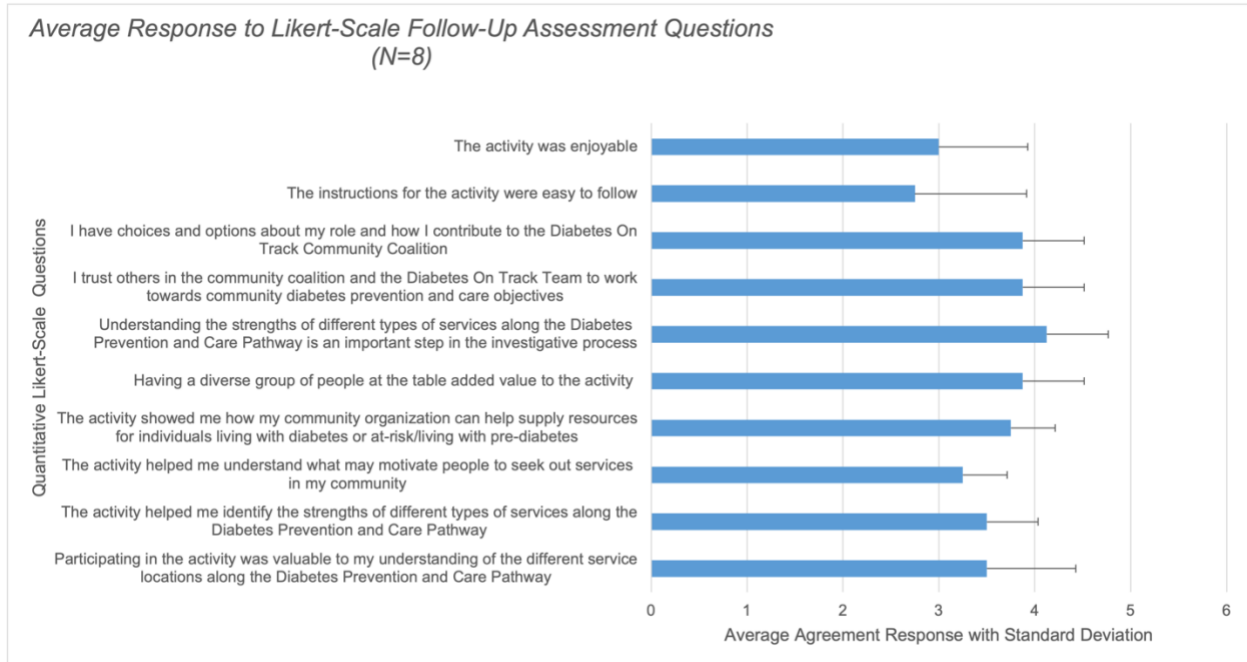 Average Response to Likert-Scale Follow-Up Assessment Questions
(N=8)
Quantitative Likert-Scale Questions
The activity was enjoyable
The instructions for the activity were easy to follow
I have choices and options about my role and how I contribute to the Diabetes On
Track Community Coalition
I trust others in the community coalition and the Diabetes On Track Team to work
towards community diabetes prevention and care objectives
Understanding the strengths of different types of services along the Diabetes
Prevention and Care Pathway is an important step in the investigative process
Having a diverse group of people at the table added value to the activity
The activity showed me how my community organization can help supply resources
for individuals living with diabetes or at-risk/living with pre-diabetes
The activity helped me understand what may motivate people to seek out services
in my community
The activity helped me identify the strengths of different types of services along the
Diabetes Prevention and Care Pathway
Participating in the activity was valuable to my understanding of the different service
locations along the Diabetes Prevention and Care Pathway
0 1 2 3 4 5 6
Average Agreement Response with Standard Deviation